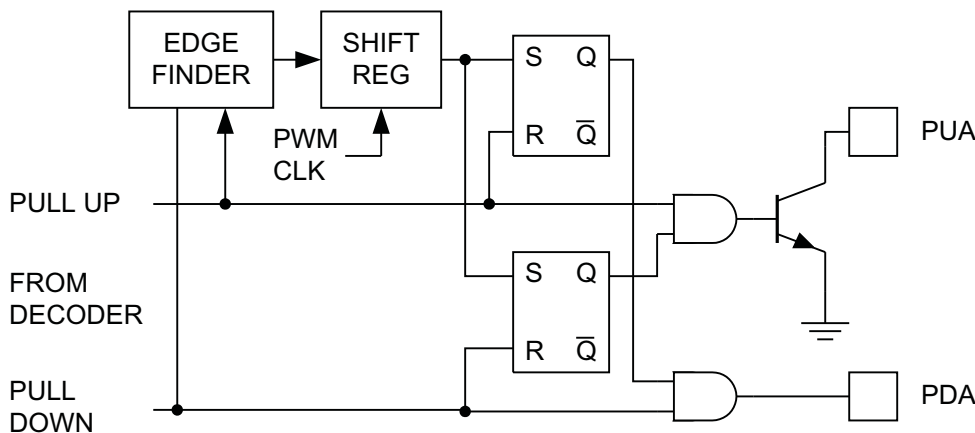 EDGE
FINDER
SHIFT
REG
S Q
R Q̅
PWM
CLK
PUA
PULL UP
FROM
DECODER
S Q
R Q̅
PULL
DOWN
PDA